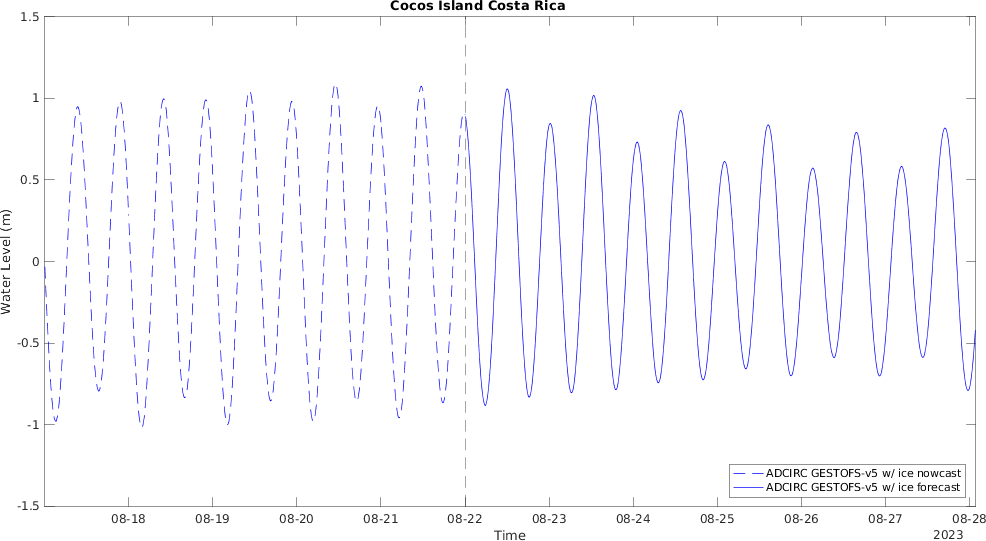 Cocos Island Costa Rica
1.5
1
0.5
0
-0.5
-1
-1.5
Water Level (m)
08-18 08-19 08-20 08-21 08-22 08-23 08-24 08-25 08-26 08-27 08-28
Time
2023
ADCIRC GESTOFS-v5 w/ ice nowcast
ADCIRC GESTOFS-v5 w/ ice forecast